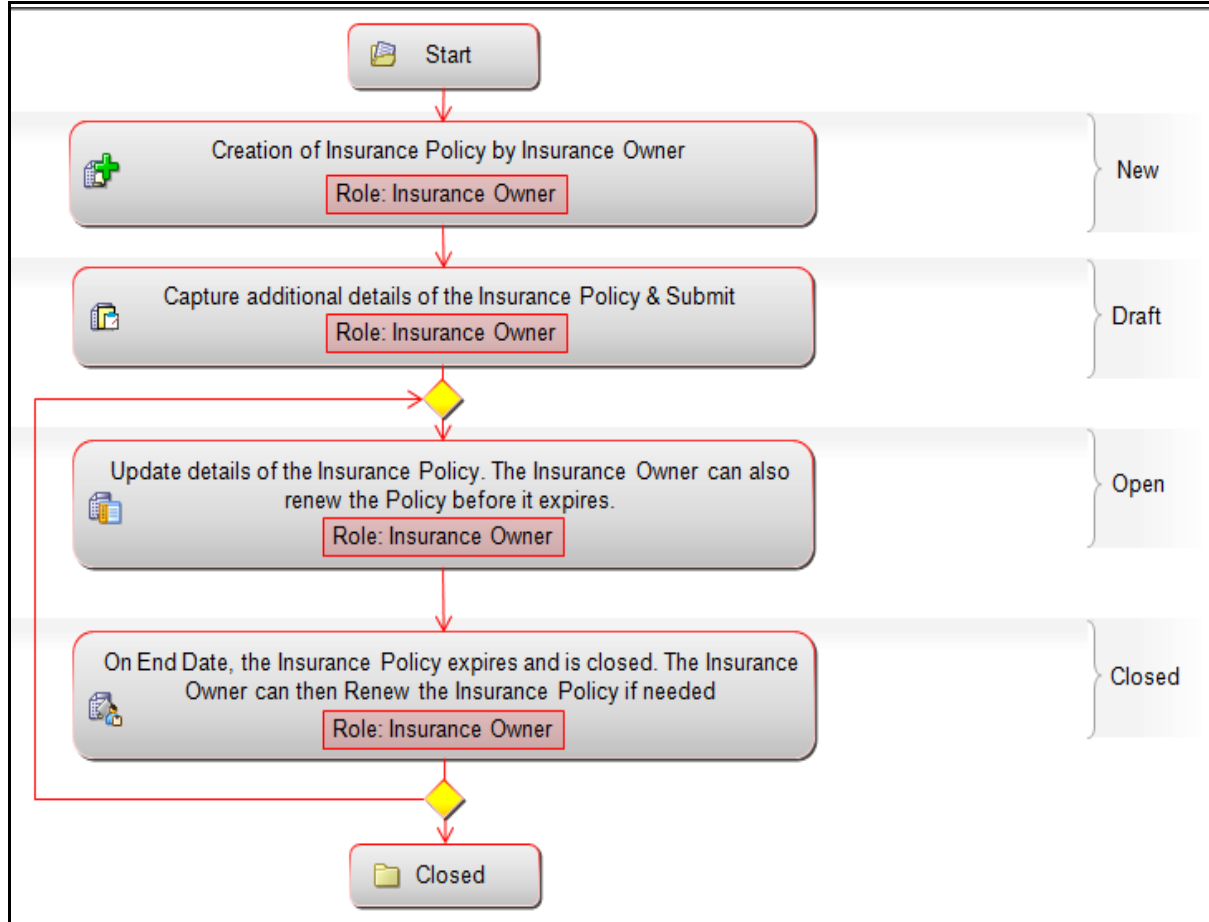 Start
Creation of Insurance Policy by Insurance Owner
Role: Insurance Owner
New
Capture additional details of the Insurance Policy & Submit
Role: Insurance Owner
Draft
Update details of the Insurance Policy. The Insurance Owner can also
renew the Policy before it expires.
Role: Insurance Owner
Open
On End Date, the Insurance Policy expires and is closed. The Insurance
Owner can then Renew the Insurance Policy if needed
Role: Insurance Owner
Closed
Closed